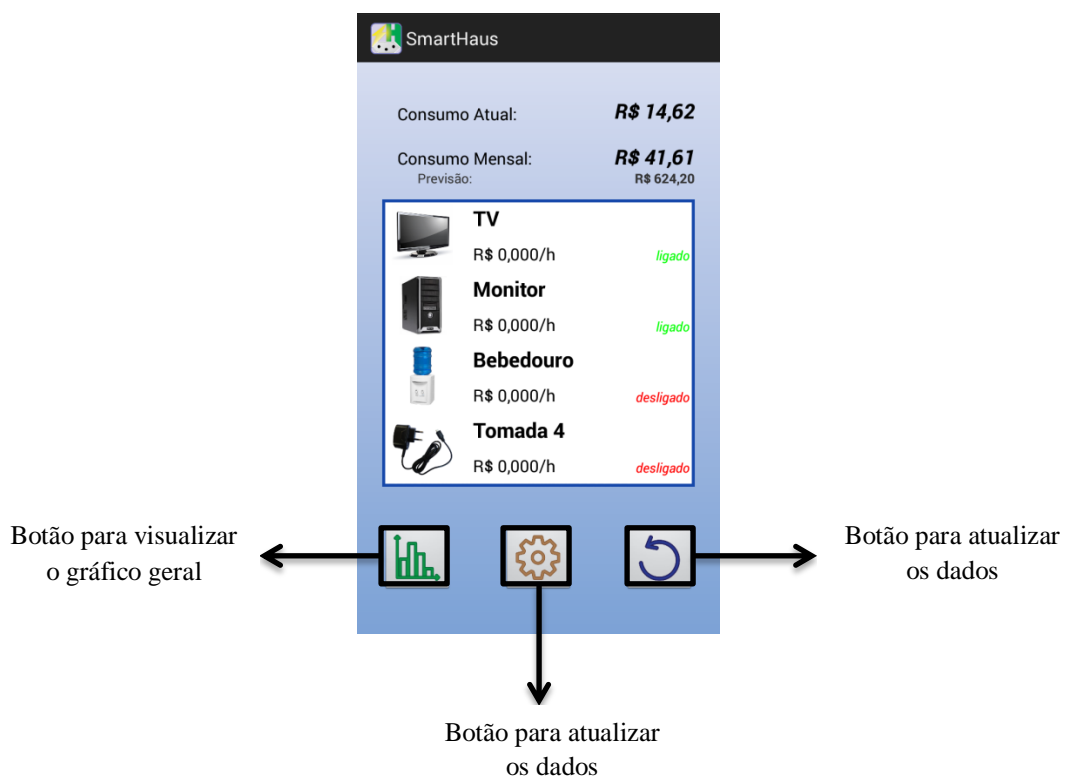 SmartHaus
Consumo Atual: R$ 14,62
Consumo Mensal: R$ 41,61
Previsão: R$ 624,20
TV
R$ 0,000/h ligado
Monitor
R$ 0,000/h ligado
Bebedouro
R$ 0,000/h desligado
Tomada 4
R$ 0,000/h desligado
Botão para visualizar
o gráfico geral
Botão para atualizar
os dados
Botão para atualizar
os dados